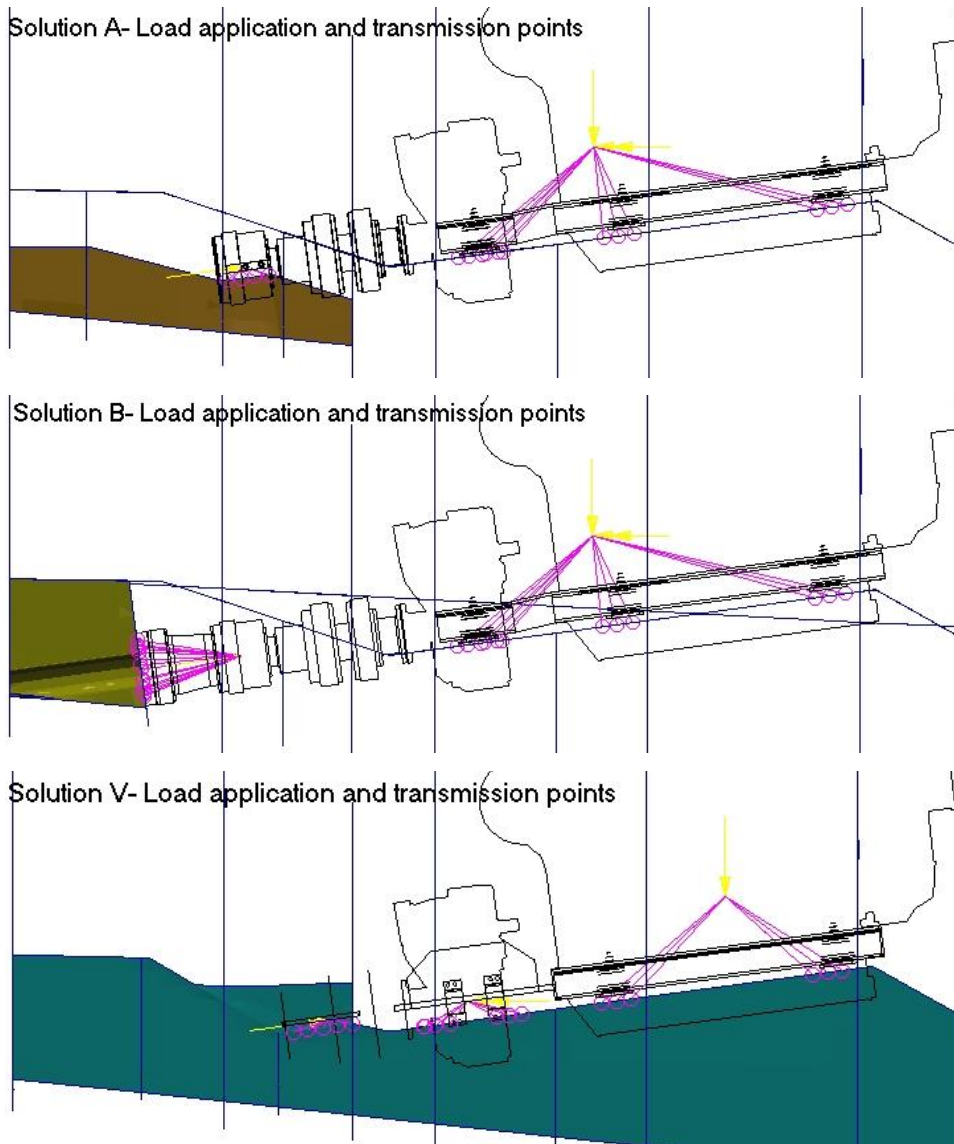 Solution A- Load application and transmission points
Solution B- Load application and transmission points
Solution V- Load application and transmission points